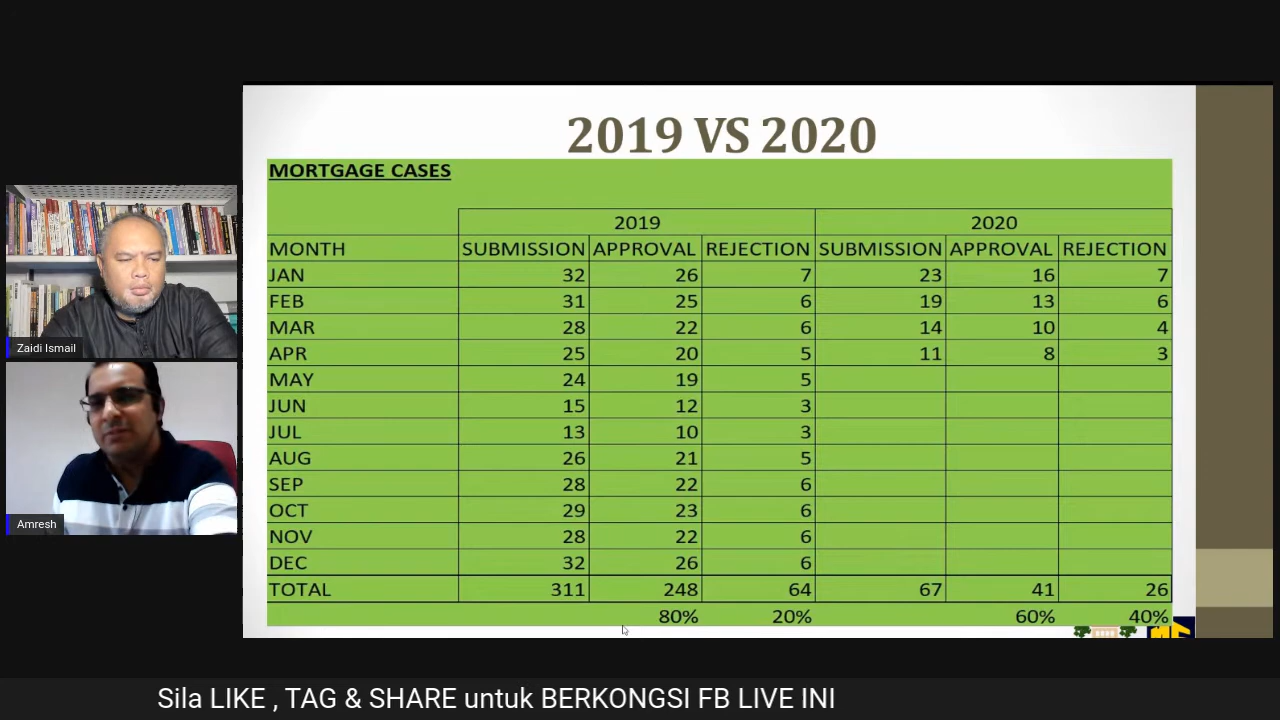 2019 VS 2020
MORTGAGE CASES
2019 2020
MONTH SUBMISSION APPROVAL REJECTION SUBMISSION APPROVAL REJECTION
JAN 32 26 7 23 16 7
FEB 31 25 6 19 13 6
MAR 28 22 6 14 10 4
APR 25 20 5 11 8 3
MAY 24 19 5
JUN 15 12 3
JUL 13 10 3
AUG 26 21 5
SEP 28 22 6
OCT 29 23 6
NOV 28 22 6
DEC 32 26 6
TOTAL 311 248 64 67 41 26
80% 20% 60% 40%
Zaidi Ismail
Amresh
Sila LIKE , TAG & SHARE untuk BERKONGSI FB LIVE INI